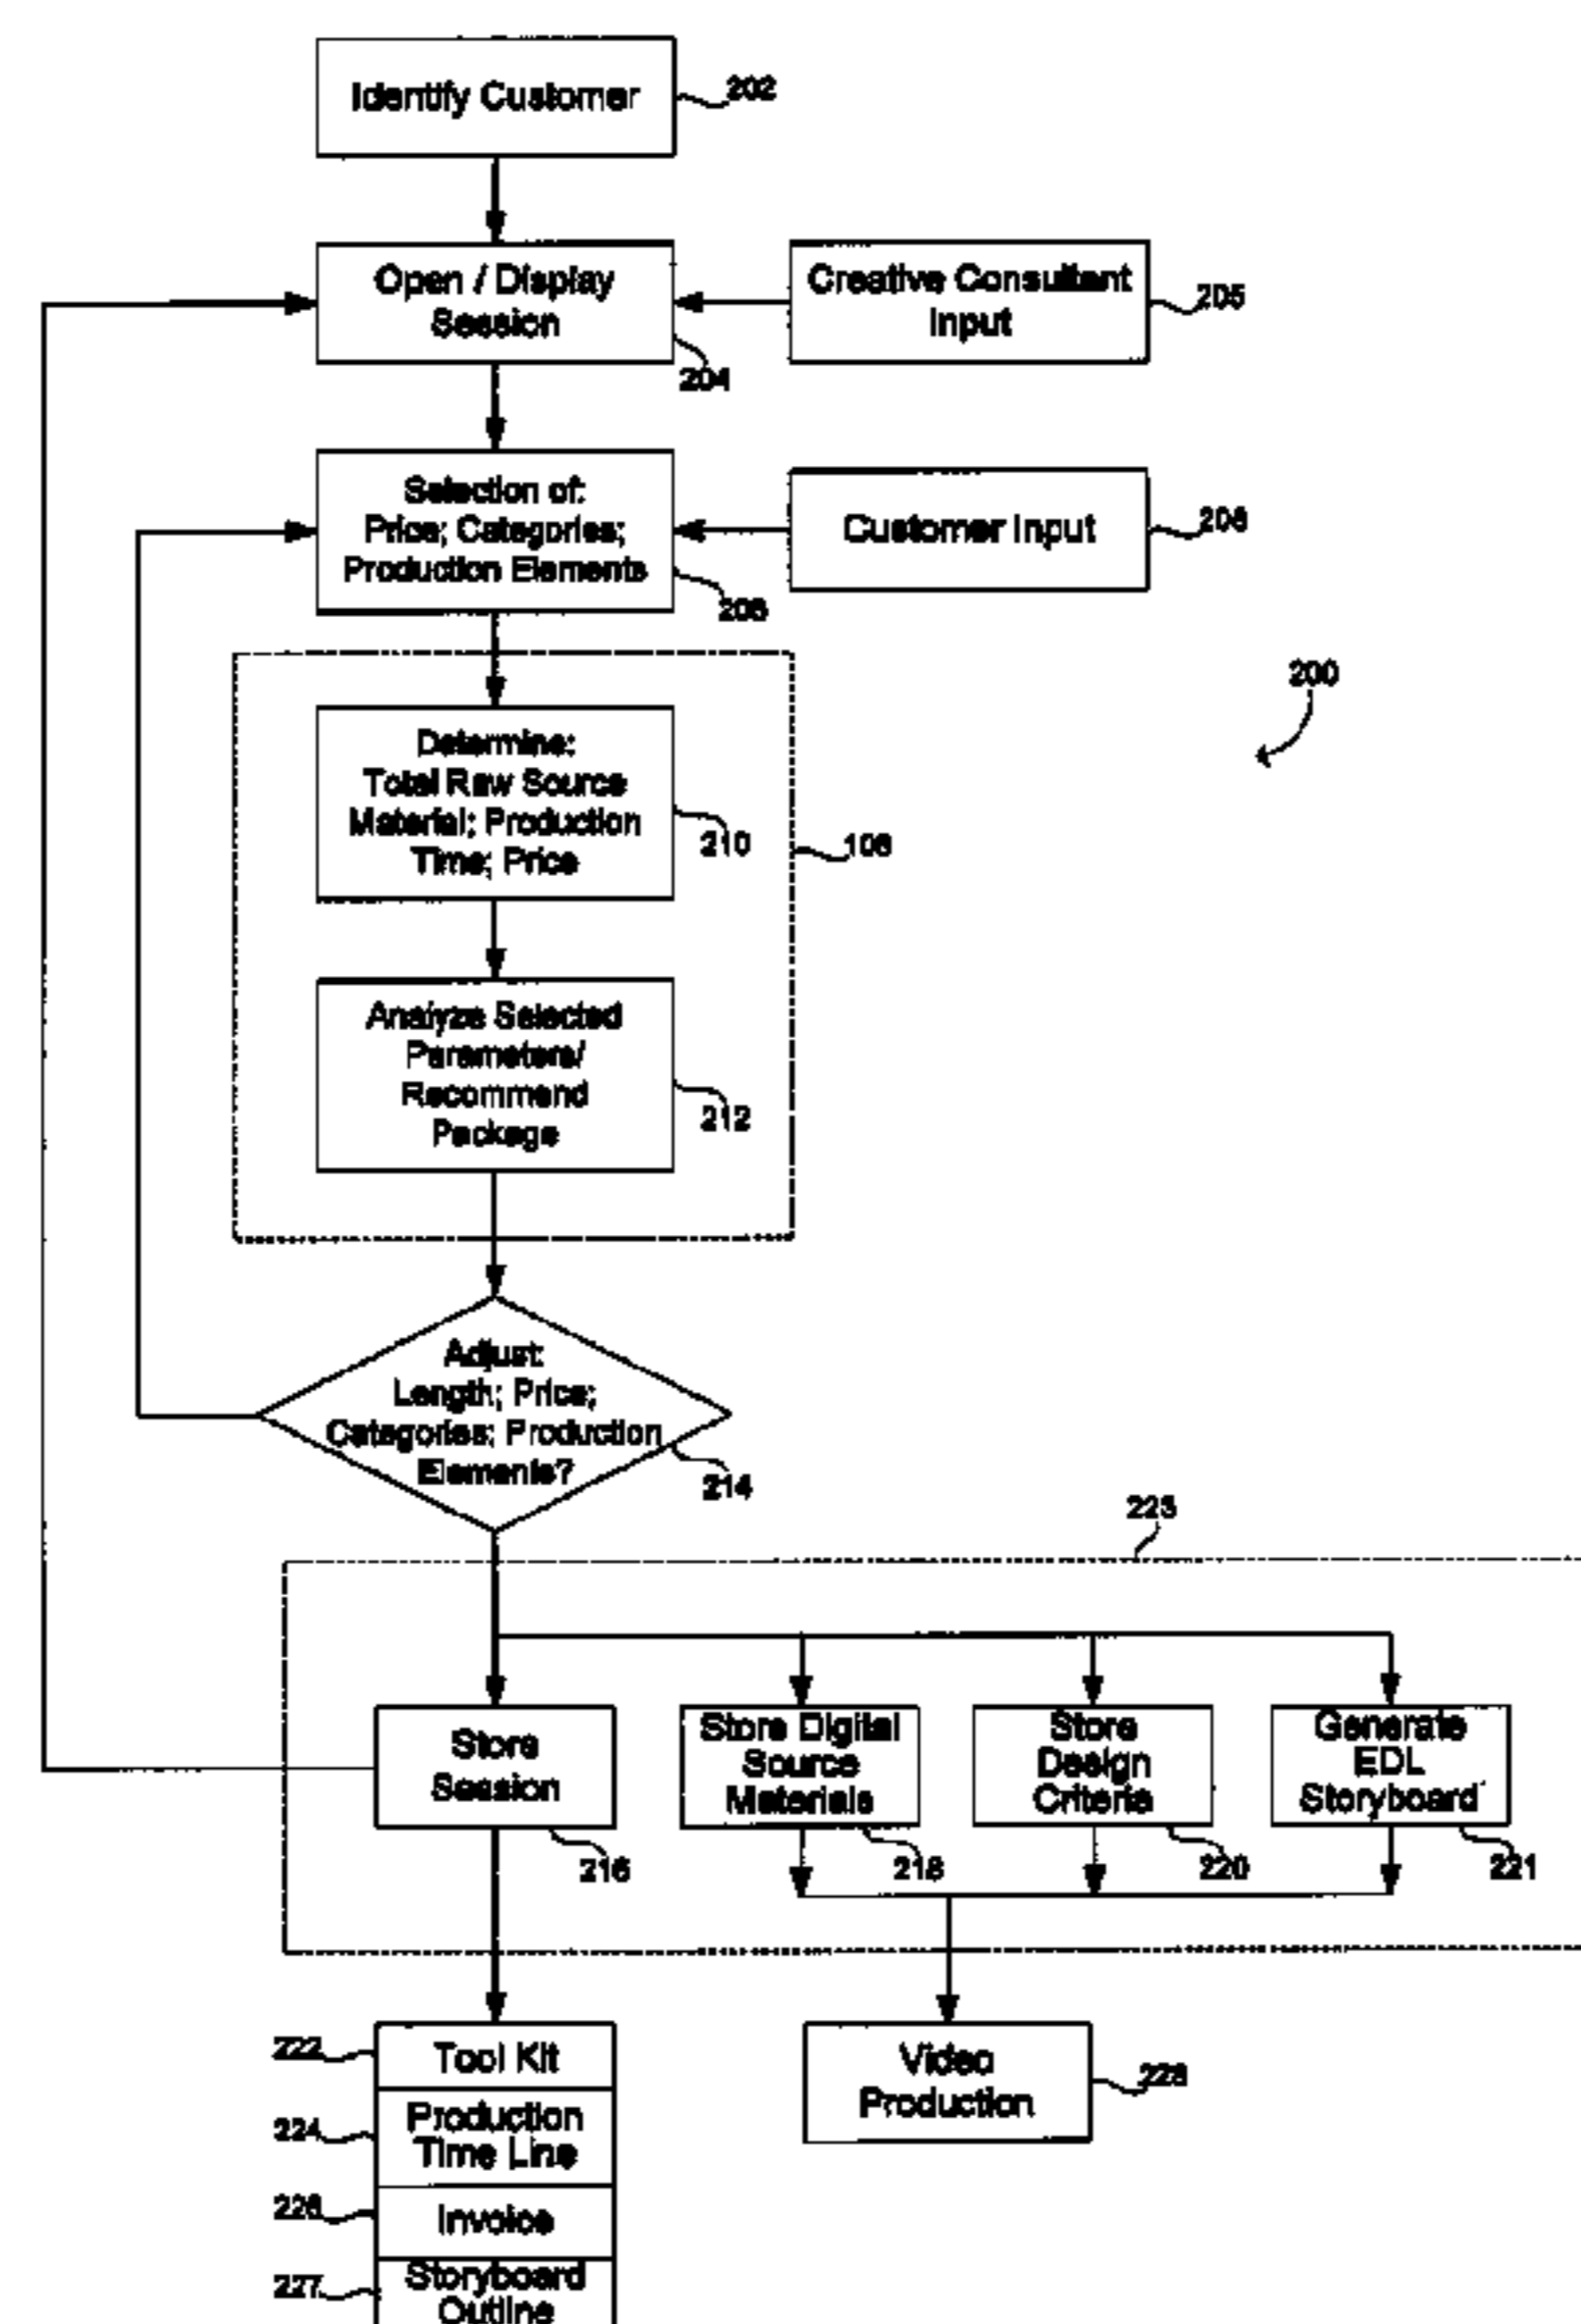 Identify Customer
202
Open / Display
Session
204
Creative Consultant
Input
205
Selection of:
Price; Categories;
Production Elements
206
Customer Input
208
200
Determine:
Total Raw Source
Material; Production
Time; Price
210
106
Analyze Selected
Parameters/
Recommend
Package
212
Adjust:
Length; Price;
Categories; Production
Elements?
214
223
Store
Session
216
Store Digital
Source
Materials
218
Store
Design
Criteria
220
Generate
EDL
Storyboard
221
222
Tool Kit
224
Production
Time Line
226
Invoice
227
Storyboard
Outline
Video
Production
228